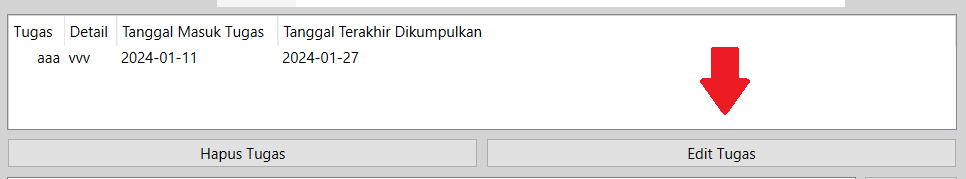 Tugas Detail Tanggal Masuk Tugas Tanggal Terakhir Dikumpulkan
aaa vvv 2024-01-11 2024-01-27
Hapus Tugas Edit Tugas